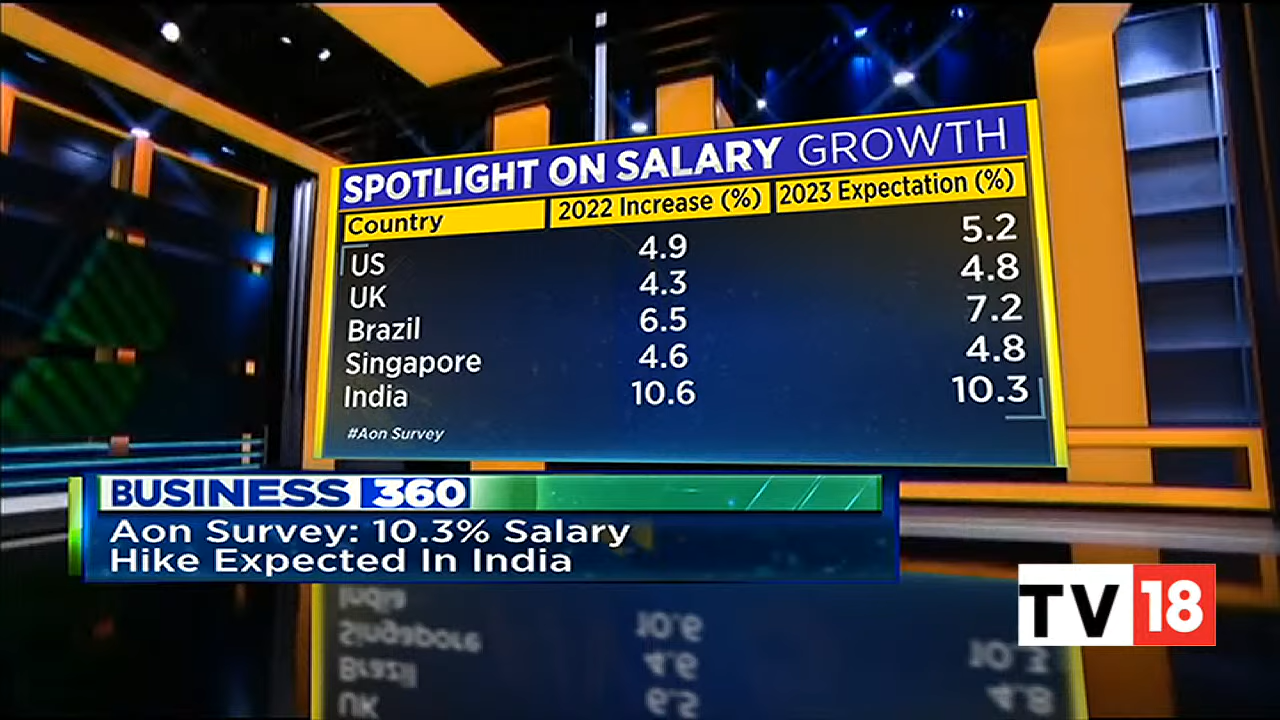 SPOTLIGHT ON SALARY GROWTH
Country 2022 Increase (%) 2023 Expectation (%)
US 4.9 5.2
UK 4.3 4.8
Brazil 6.5 7.2
Singapore 4.6 4.8
India 10.6 10.3
#Aon Survey
BUSINESS 360
Aon Survey: 10.3% Salary
Hike Expected In India
TV 18